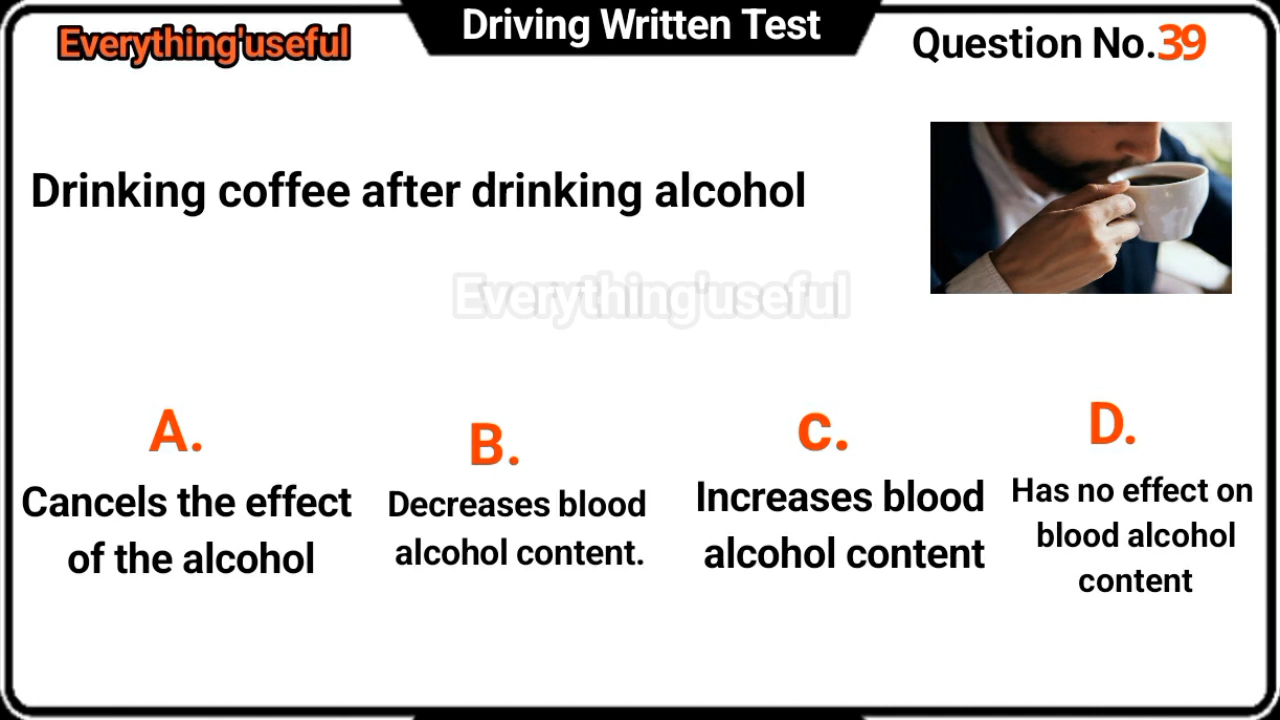 Everything'useful
Driving Written Test
Question No.39
Drinking coffee after drinking alcohol
Everything'useful
A.
Cancels the effect
of the alcohol
B.
Decreases blood
alcohol content.
c.
Increases blood
alcohol content
D.
Has no effect on
blood alcohol
content